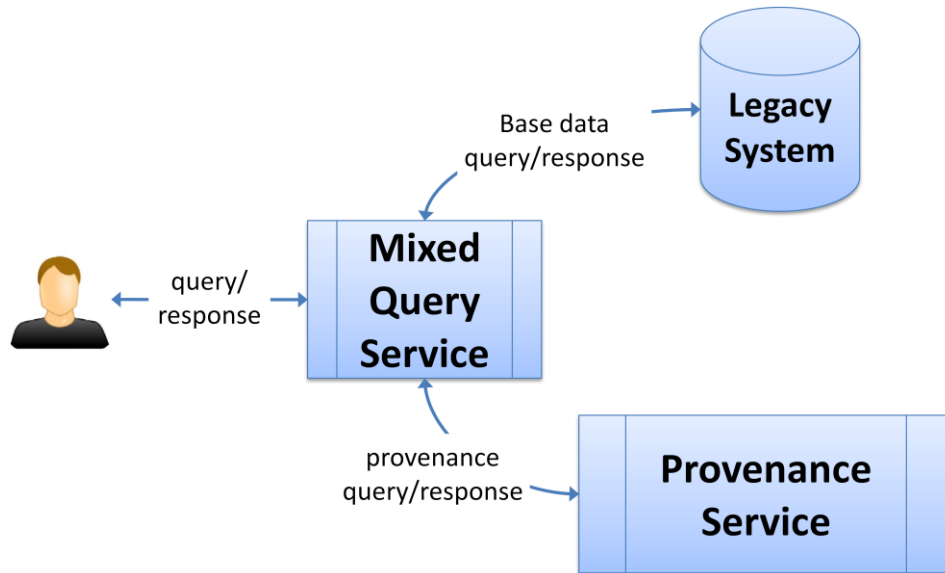 Legacy
System
Base data
query/response
Mixed
Query
Service
query/
response
provenance
query/response
Provenance
Service